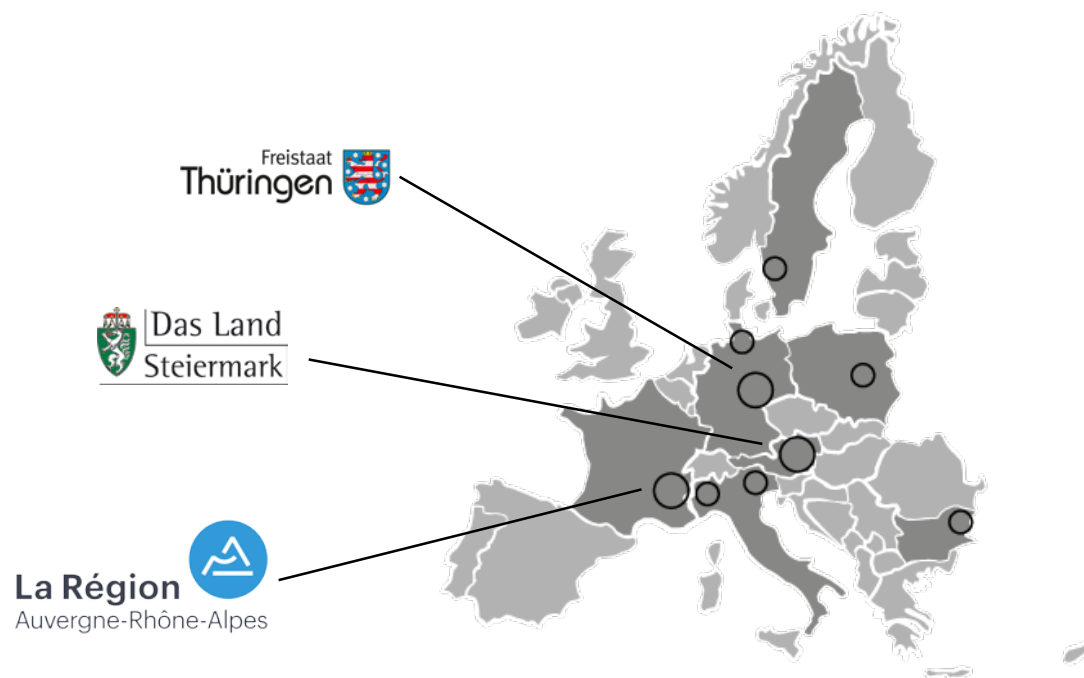 Freistaat
Thüringen
Das Land
Steiermark
La Région
Auvergne-Rhône-Alpes